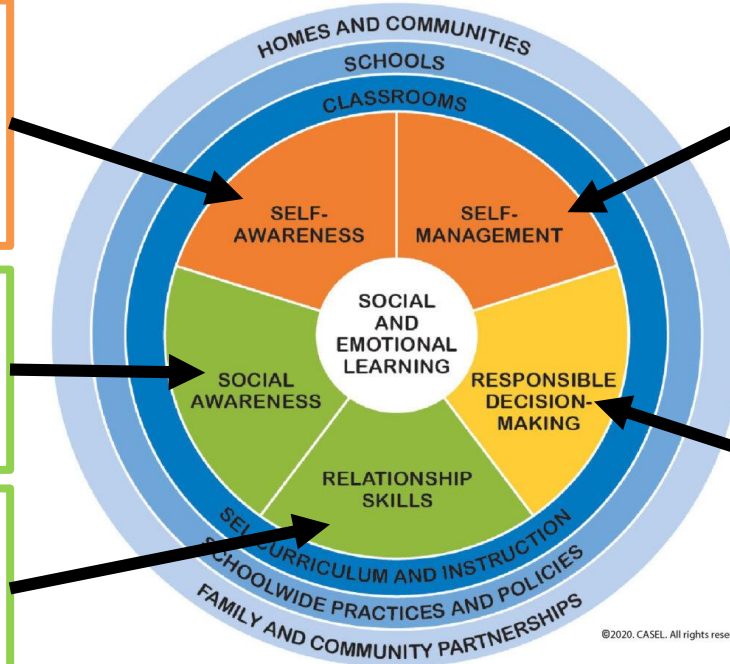 HOMES AND COMMUNITIES
SCHOOLS
CLASSROOMS
SELF-
AWARENESS
SELF-
MANAGEMENT
SOCIAL
AND
EMOTIONAL
LEARNING
SOCIAL
AWARENESS
RESPONSIBLE
DECISION-
MAKING
RELATIONSHIP
SKILLS
SEL CURRICULUM AND INSTRUCTION
SCHOOLWIDE PRACTICES AND POLICIES
FAMILY AND COMMUNITY PARTNERSHIPS
©2020. CASEL. All rights